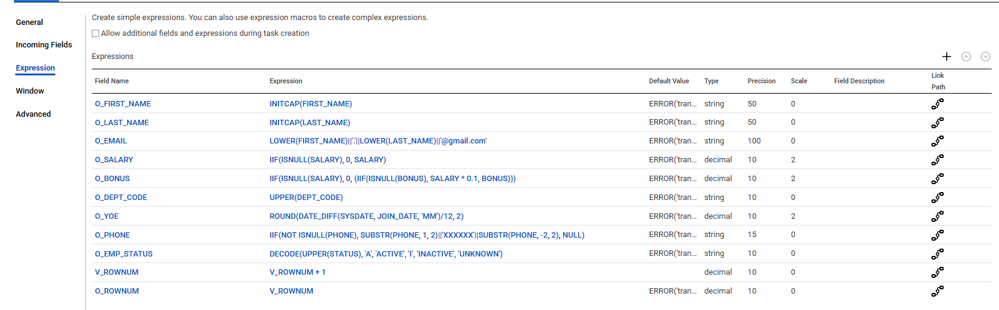 General
Incoming Fields
Expression
Window
Advanced
Create simple expressions. You can also use expression macros to create complex expressions.
Allow additional fields and expressions during task creation
Expressions
Field Name Expression Default Value Type Precision Scale Field Description Link Path
O_FIRST_NAME INITCAP(FIRST_NAME) ERROR('tran... string 50 0
O_LAST_NAME INITCAP(LAST_NAME) ERROR('tran... string 50 0
O_EMAIL LOWER(FIRST_NAME)||'.'||LOWER(LAST_NAME)||'@gmail.com' ERROR('tran... string 100 0
O_SALARY IIF(ISNULL(SALARY), 0, SALARY) ERROR('tran... decimal 10 2
O_BONUS IIF(ISNULL(SALARY), 0, (IIF(ISNULL(BONUS), SALARY * 0.1, BONUS))) ERROR('tran... decimal 10 2
O_DEPT_CODE UPPER(DEPT_CODE) ERROR('tran... string 10 0
O_YOE ROUND(DATE_DIFF(SYSDATE, JOIN_DATE, 'MM')/12, 2) ERROR('tran... decimal 10 2
O_PHONE IIF(NOT ISNULL(PHONE), SUBSTR(PHONE, 1, 2)||'XXXXXX'||SUBSTR(PHONE, -2, 2), NULL) ERROR('tran... string 15 0
O_EMP_STATUS DECODE(UPPER(STATUS), 'A', 'ACTIVE', 'I', 'INACTIVE', 'UNKNOWN') ERROR('tran... string 10 0
V_ROWNUM V_ROWNUM + 1 decimal 10 0
O_ROWNUM V_ROWNUM ERROR('tran... decimal 10 0